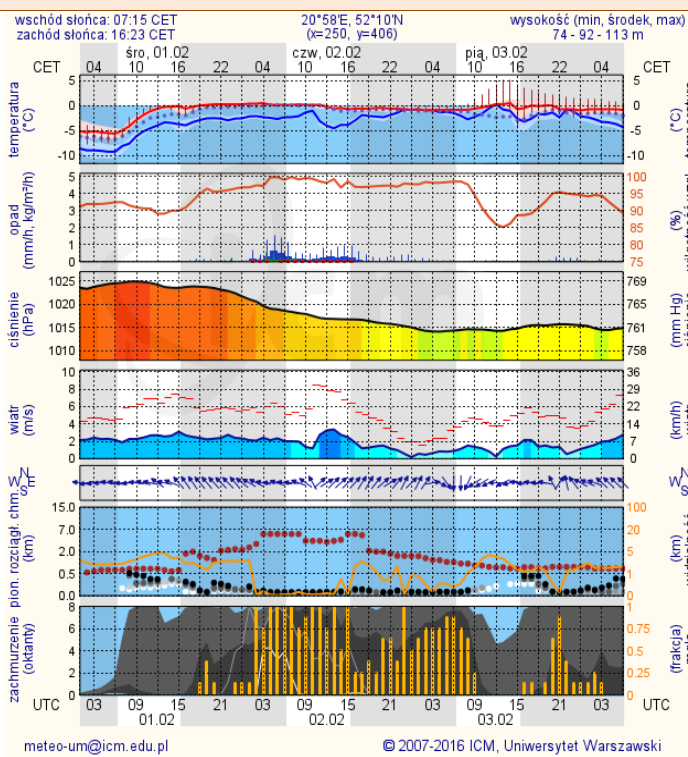 wschód słońca: 07:15 CET 20°58'E, 52°10'N wysokość (min, środek, max)
zachód słońca: 16:23 CET (x=250, y=406) 74 - 92 - 113 m
śro, 01.02 czw, 02.02 pią, 03.02
CET 04 10 16 22 04 10 16 22 04 10 16 22 04 CET
temperatura
(°C)
5 5
0 0
-5 -5
-10 -10
opad
(mm/h, kg/m²/h)
5 100
4 95
3 90
2 85
1 80
0 75
(%)
ciśnienie
(hPa)
1025 769
1020 765
1015 761
1010 758
(mm Hg)
wiatr
(m/s)
10 36
8 29
6 22
4 14
2 7
0 0
(km/h)
N
W E
S
pion. rozciągł. chm.
(km)
15.0 100
7.0 20
2.0 5
0.5 1
0.0 0
(km)
zachmurzenie
(oktanty)
8 1
6 0.75
4 0.5
2 0.25
0 0
(frakcja)
UTC 03 09 15 21 03 09 15 21 03 09 15 21 03 UTC
01.02 02.02 03.02
meteo-um@icm.edu.pl © 2007-2016 ICM, Uniwersytet Warszawski